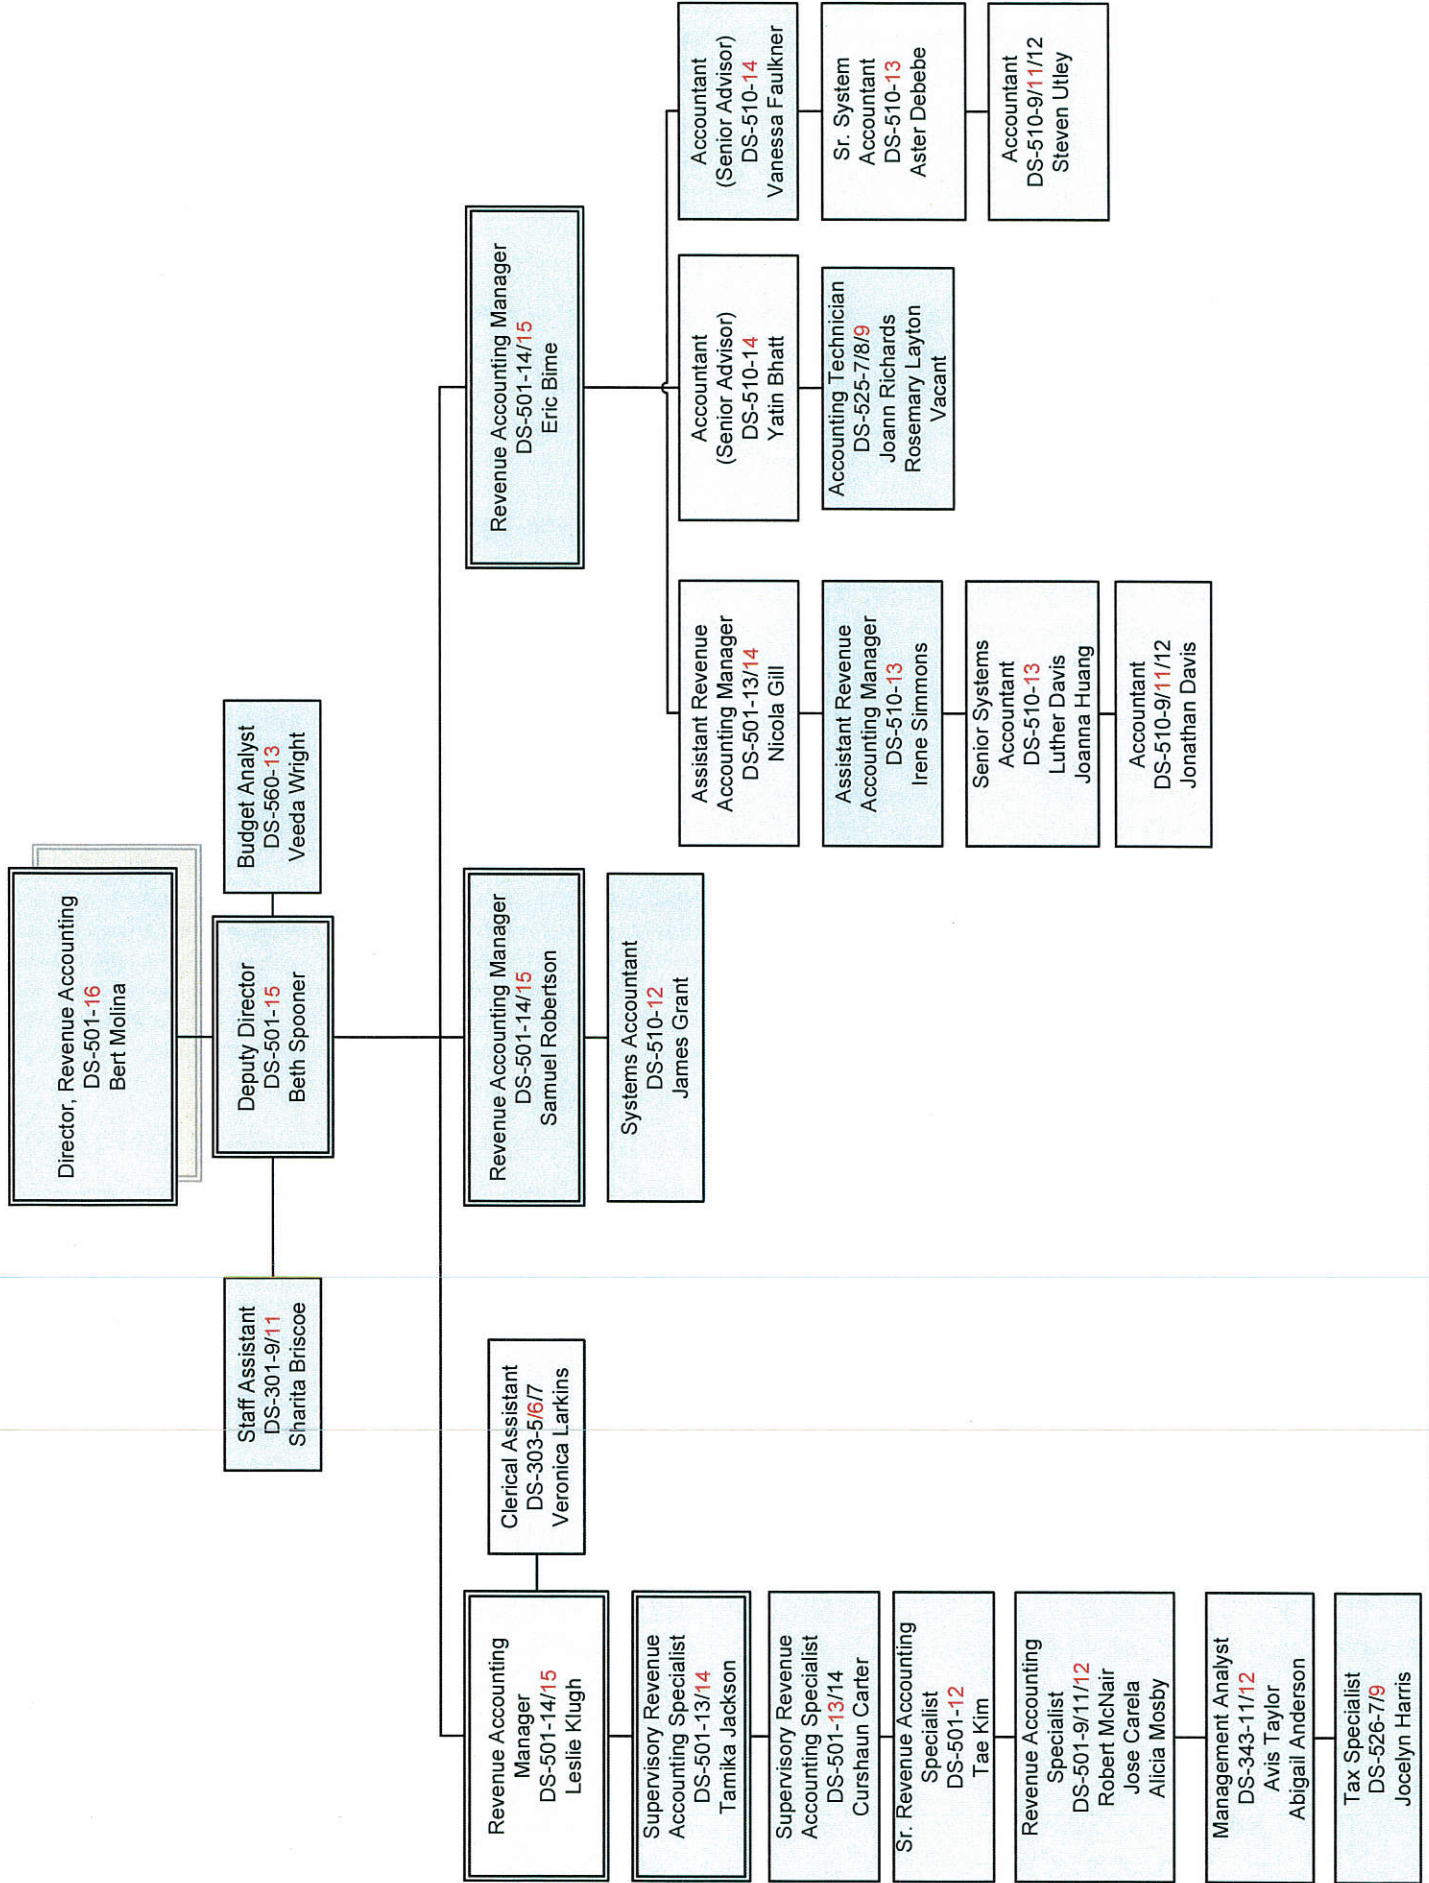 Director, Revenue Accounting
DS-501-16
Bert Molina
Staff Assistant
DS-301-9/11
Sharita Briscoe
Deputy Director
DS-501-15
Beth Spooner
Budget Analyst
DS-560-13
Veeda Wright
Revenue Accounting
Manager
DS-501-14/15
Leslie Klugh
Clerical Assistant
DS-303-5/6/7
Veronica Larkins
Supervisory Revenue
Accounting Specialist
DS-501-13/14
Tamika Jackson
Supervisory Revenue
Accounting Specialist
DS-501-13/14
Curshaun Carter
Sr. Revenue Accounting
Specialist
DS-501-12
Tae Kim
Revenue Accounting
Specialist
DS-501-9/11/12
Robert McNair
Jose Carela
Alicia Mosby
Management Analyst
DS-343-11/12
Avis Taylor
Abigail Anderson
Tax Specialist
DS-526-7/9
Jocelyn Harris
Revenue Accounting Manager
DS-501-14/15
Samuel Robertson
Systems Accountant
DS-510-12
James Grant
Revenue Accounting Manager
DS-501-14/15
Eric Bime
Assistant Revenue
Accounting Manager
DS-501-13/14
Nicola Gill
Assistant Revenue
Accounting Manager
DS-510-13
Irene Simmons
Senior Systems
Accountant
DS-510-13
Luther Davis
Joanna Huang
Accountant
DS-510-9/11/12
Jonathan Davis
Accountant
(Senior Advisor)
DS-510-14
Yatin Bhatt
Accounting Technician
DS-525-7/8/9
Joann Richards
Rosemary Layton
Vacant
Accountant
(Senior Advisor)
DS-510-14
Vanessa Faulkner
Sr. System
Accountant
DS-510-13
Aster Debebe
Accountant
DS-510-9/11/12
Steven Utley